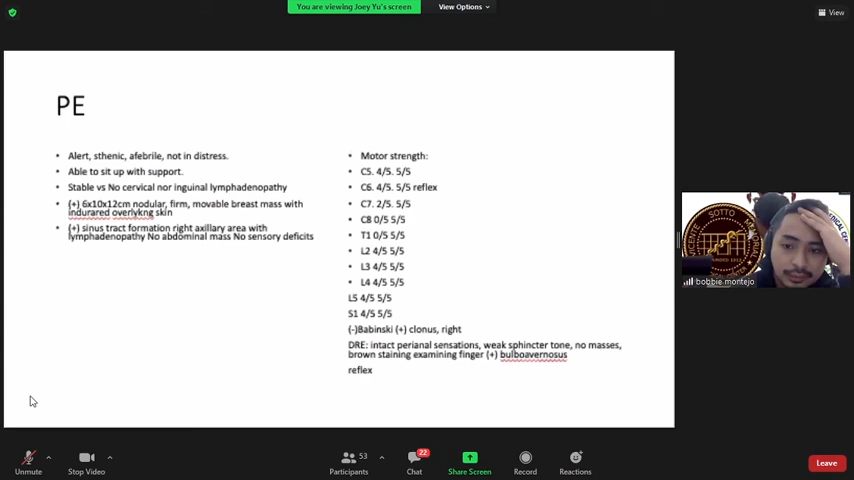 You are viewing Joey Yu's screen
View Options
View
PE
Alert, sthenic, afebrile, not in distress.
Able to sit up with support.
Stable vs No cervical nor inguinal lymphadenopathy
(+) 6x10x12cm nodular, firm, movable breast mass with
indurared overlykng skin
(+) sinus tract formation right axillary area with
lymphadenopathy No abdominal mass No sensory deficits
Motor strength:
C5. 4/5. 5/5
C6. 4/5. 5/5 reflex
C7. 2/5. 5/5
C8 0/5 5/5
T1 0/5 5/5
L2 4/5 5/5
L3 4/5 5/5
L4 4/5 5/5
L5 4/5 5/5
S1 4/5 5/5
(-)Babinski (+) clonus, right
DRE: intact perianal sensations, weak sphincter tone, no masses,
brown staining examining finger (+) bulboavernosus
reflex
VICENTE SOTTO MEMORIAL
bobbie montejo
Unmute
Stop Video
53
Participants
22
Chat
Share Screen
Record
Reactions
Leave